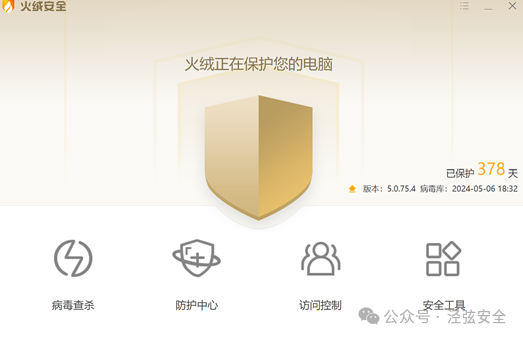 火绒安全
火绒正在保护您的电脑
已保护 378 天
版本：5.0.75.4 病毒库：2024-05-06 18:32
病毒查杀
防护中心
访问控制
安全工具
公众号 · 泾弦安全